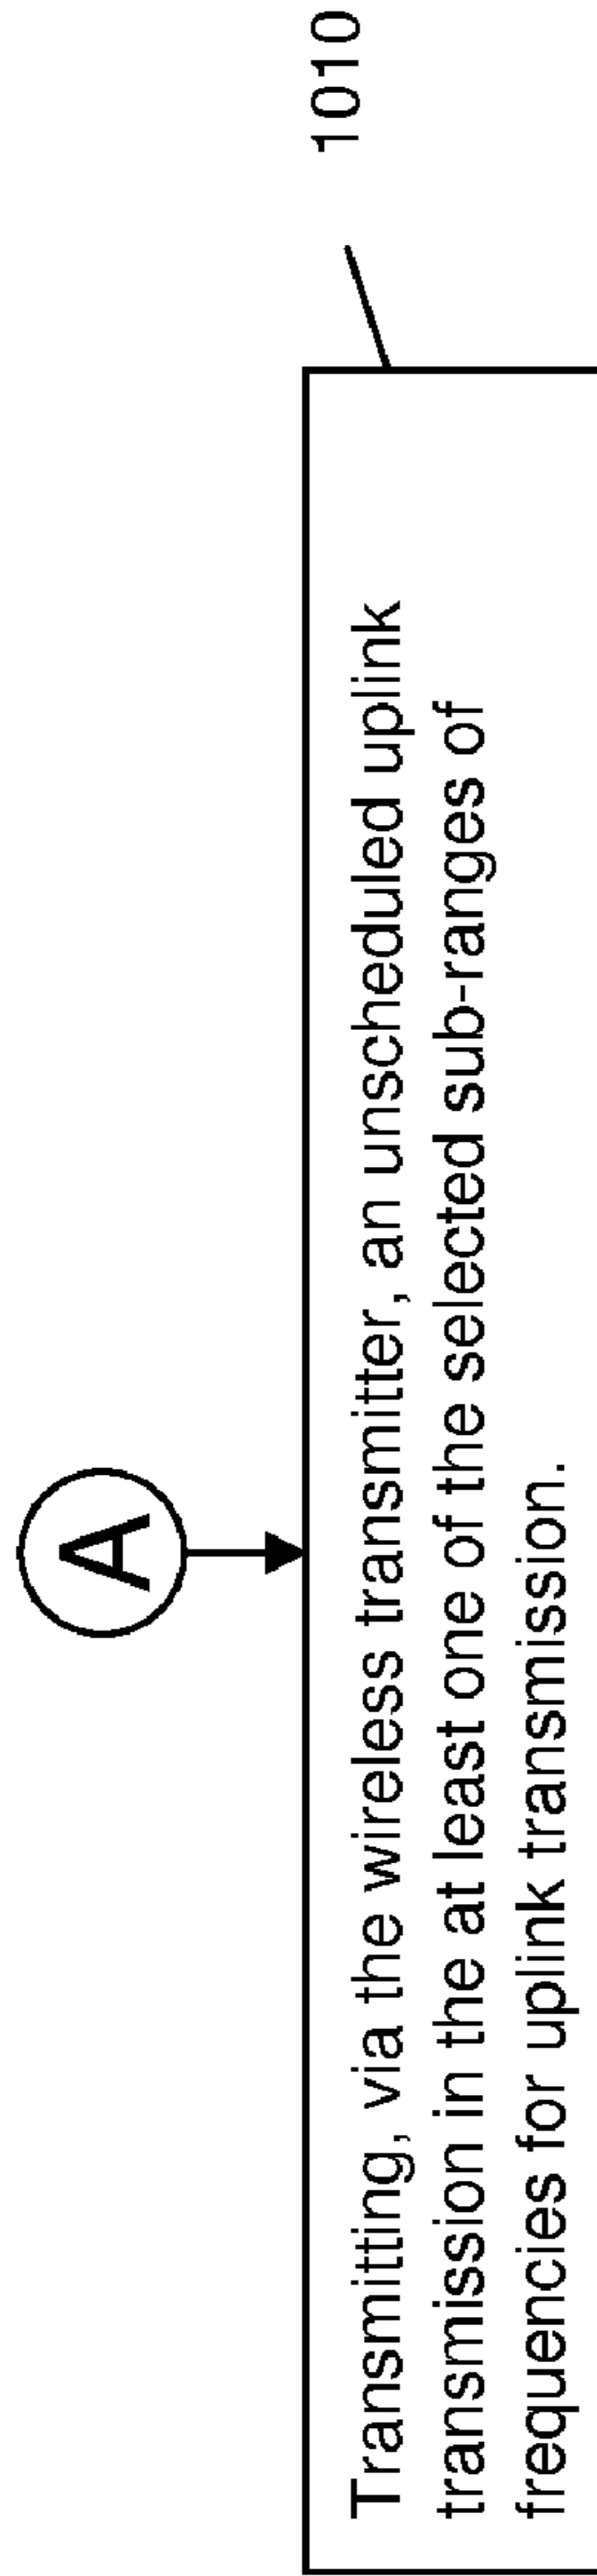 A
1010
Transmitting, via the wireless transmitter, an unscheduled uplink
transmission in the at least one of the selected sub-ranges of
frequencies for uplink transmission.